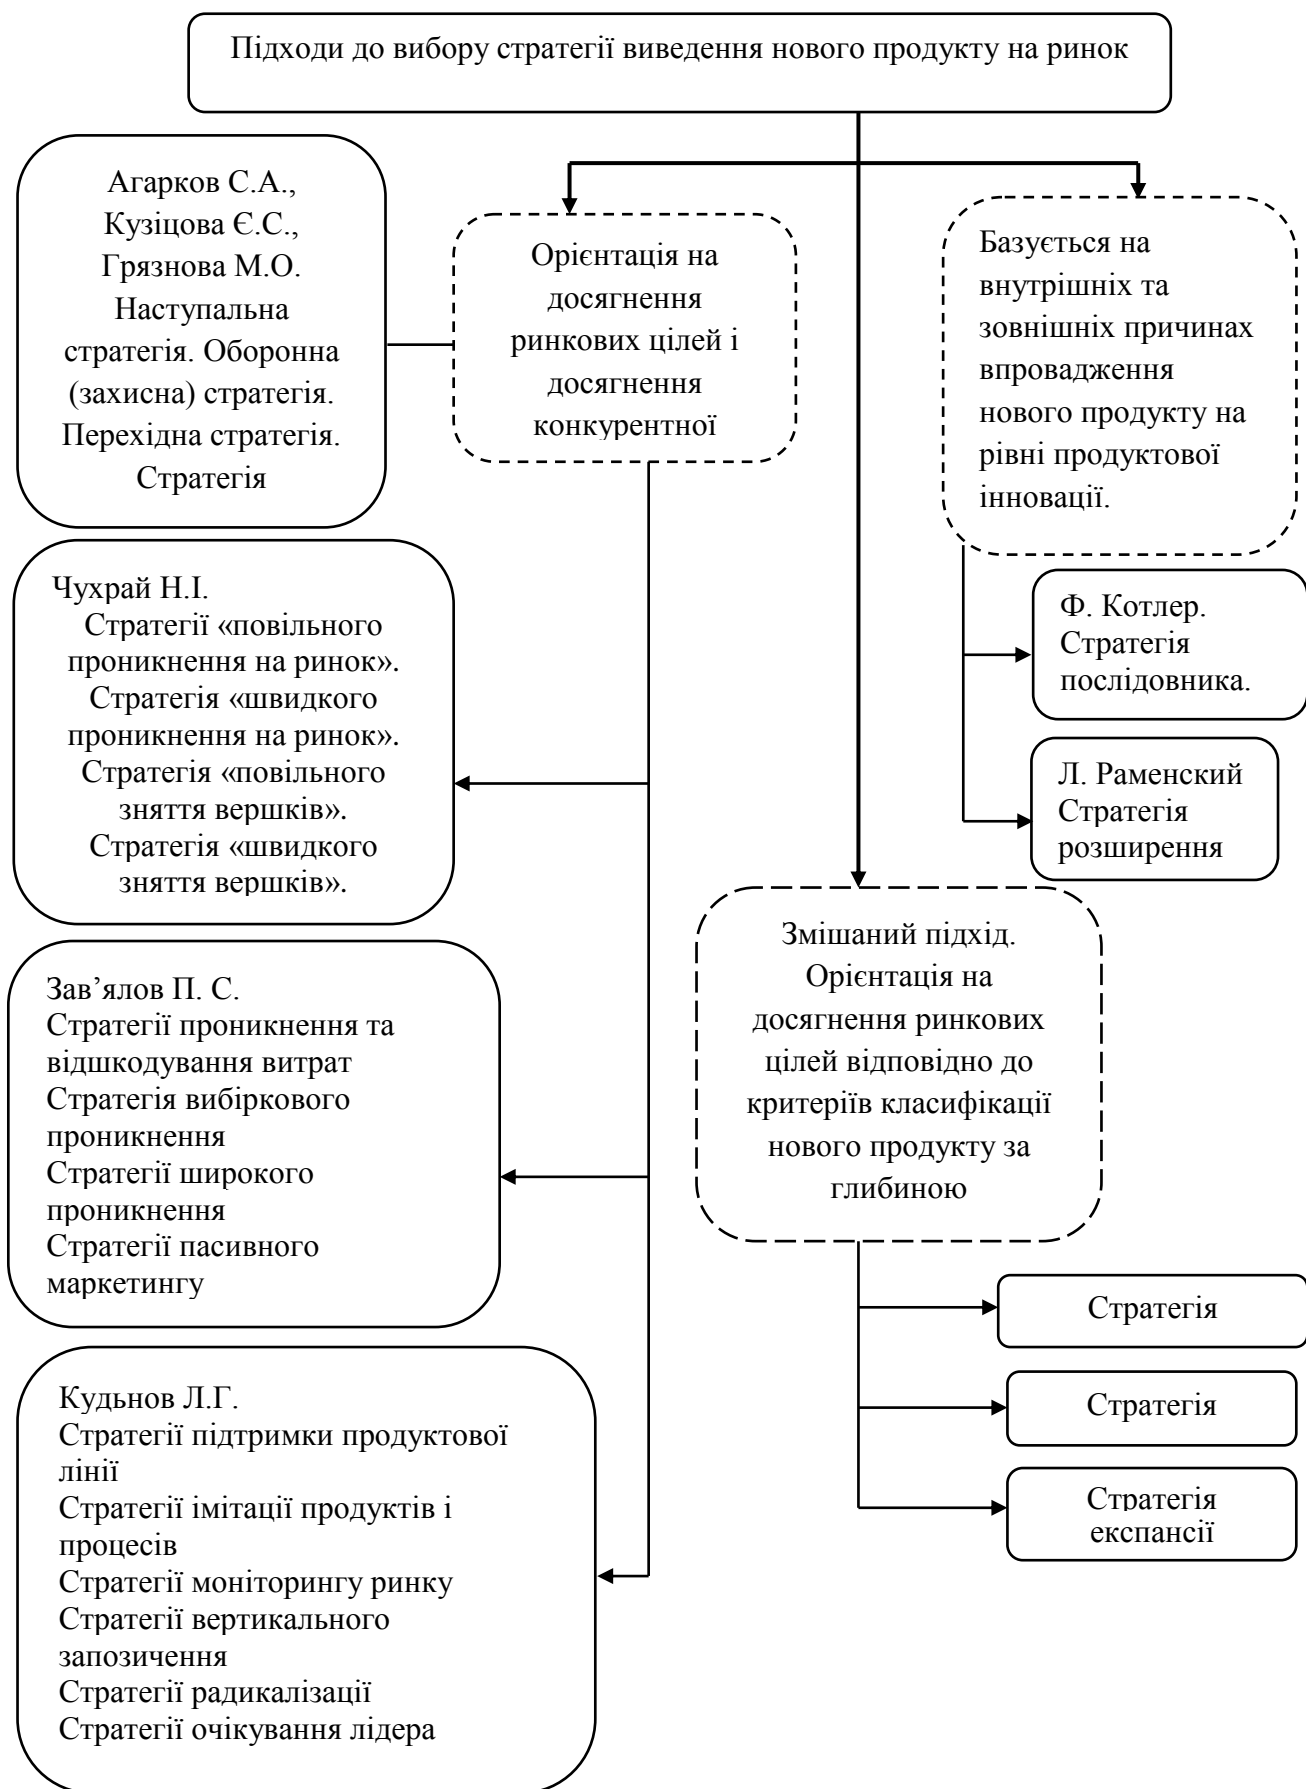 Підходи до вибору стратегії виведення нового продукту на ринок
Агарков С.А.,
Кузіцова Є.С.,
Грязнова М.О.
Наступальна
стратегія. Оборонна
(захисна) стратегія.
Перехідна стратегія.
Стратегія
Орієнтація на
досягнення
ринкових цілей і
досягнення
конкурентної
Базується на
внутрішніх та
зовнішніх причинах
впровадження
нового продукту на
рівні продуктової
інновації.
Чухрай Н.І.
Стратегії «повільного
проникнення на ринок».
Стратегія «швидкого
проникнення на ринок».
Стратегія «повільного
зняття вершків».
Стратегія «швидкого
зняття вершків».
Ф. Котлер.
Стратегія
послідовника.
Л. Раменский
Стратегія
розширення
Зав’ялов П. С.
Стратегії проникнення та
відшкодування витрат
Стратегія вибіркового
проникнення
Стратегії широкого
проникнення
Стратегії пасивного
маркетингу
Змішаний підхід.
Орієнтація на
досягнення ринкових
цілей відповідно до
критеріїв класифікації
нового продукту за
глибиною
Стратегія
Стратегія
Стратегія
експансії
Кудьнов Л.Г.
Стратегії підтримки продуктової
лінії
Стратегії імітації продуктів і
процесів
Стратегії моніторингу ринку
Стратегії вертикального
запозичення
Стратегії радикалізації
Стратегії очікування лідера